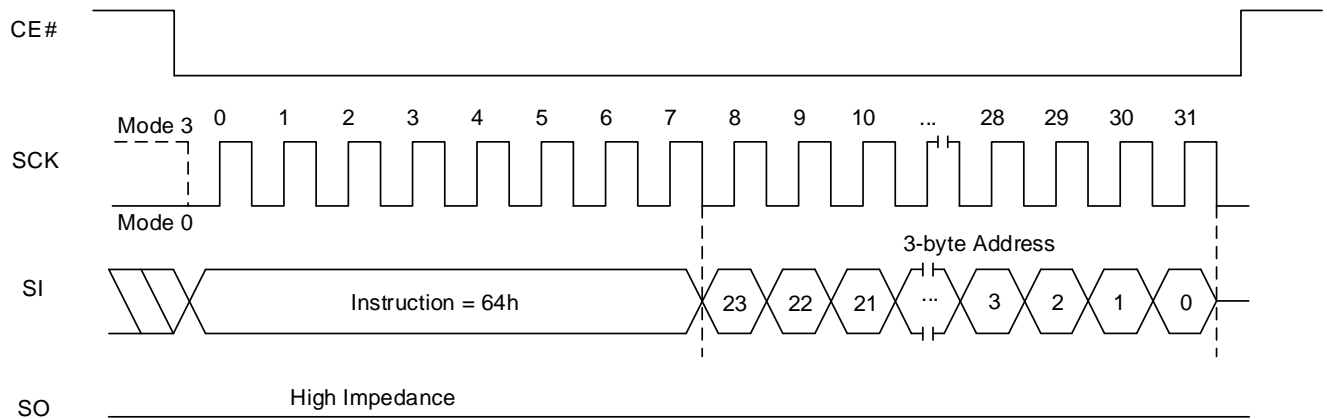 CE#
Mode 3
0 1 2 3 4 5 6 7 8 9 10 ... 28 29 30 31
SCK
Mode 0
3-byte Address
SI
Instruction = 64h
23 22 21 ... 3 2 1 0
High Impedance
SO